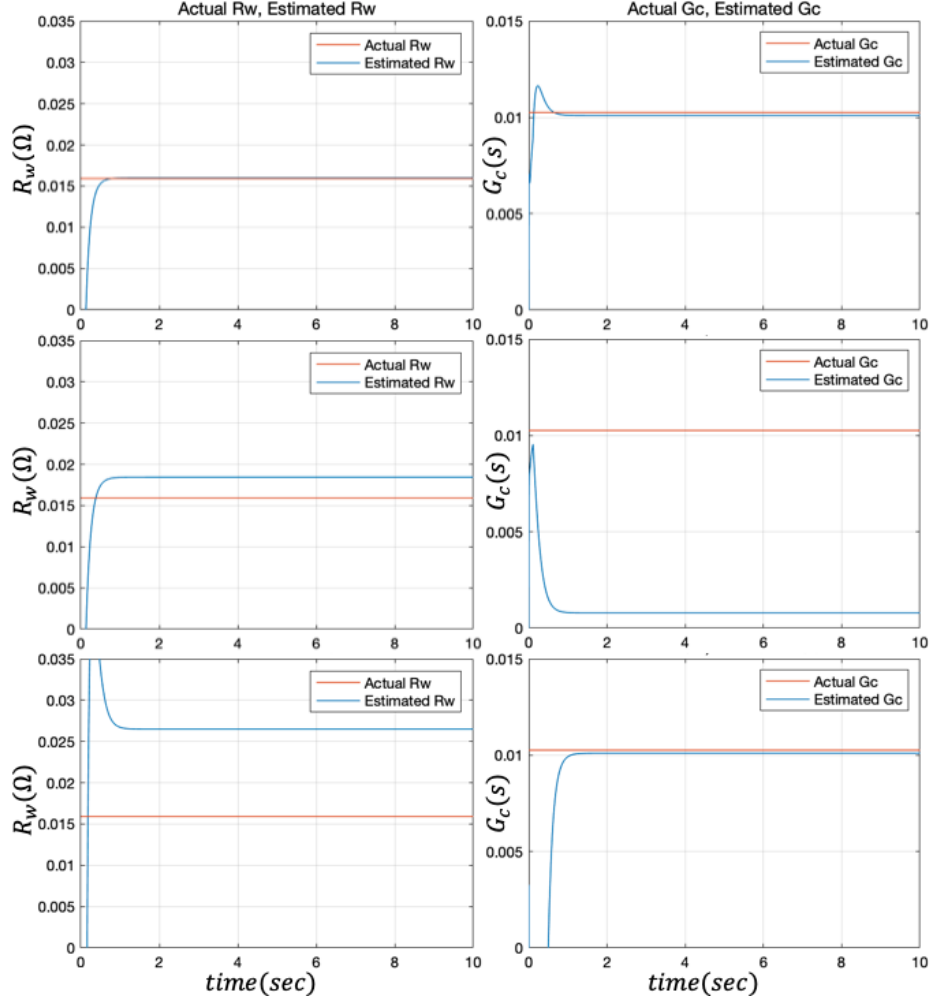 Actual Rw, Estimated Rw
0.035
0.03
0.025
0.02
0.015
0.01
0.005
0
R_w(Ω)
Actual Rw
Estimated Rw
0 2 4 6 8 10
Actual Gc, Estimated Gc
0.015
0.01
0.005
0
G_c(s)
Actual Gc
Estimated Gc
0 2 4 6 8 10
0.035
0.03
0.025
0.02
0.015
0.01
0.005
0
R_w(Ω)
Actual Rw
Estimated Rw
0 2 4 6 8 10
0.015
0.01
0.005
0
G_c(s)
Actual Gc
Estimated Gc
0 2 4 6 8 10
0.035
0.03
0.025
0.02
0.015
0.01
0.005
0
R_w(Ω)
Actual Rw
Estimated Rw
0 2 4 6 8 10
time(sec)
0.015
0.01
0.005
0
G_c(s)
Actual Gc
Estimated Gc
0 2 4 6 8 10
time(sec)